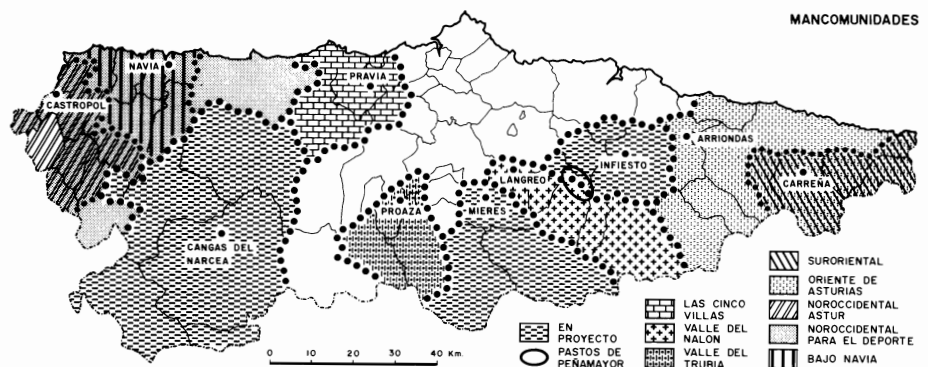 MANCOMUNIDADES
NAVIA
PRAVIA
CASTROPOL
ARRIONDAS
INFIESTO
LANGREO
CARREÑA
PROAZA
MIERES
CANGAS DEL
NARCEA
0 10 20 30 40 Km.
EN
PROYECTO
PASTOS DE
PEÑAMAYOR
LAS CINCO
VILLAS
VALLE DEL
NALON
VALLE DEL
TRUBIA
SURORIENTAL
ORIENTE DE
ASTURIAS
NOROCCIDENTAL
ASTUR
NOROCCIDENTAL
PARA EL DEPORTE
BAJO NAVIA